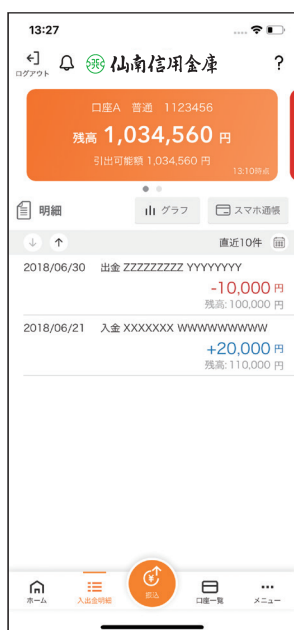 13:27
ログアウト
仙南信用金庫
?
口座A 普通 1123456
残高 1,034,560 円
引出可能額 1,034,560 円
13:10時点
明細
グラフ
スマホ通帳
直近10件
2018/06/30 出金 ZZZZZZZZZ YYYYYYYY
-10,000 円
残高:100,000 円
2018/06/21 入金 XXXXXXX WWWWWWWWWW
+20,000 円
残高:110,000 円
ホーム
入出金明細
振込
口座一覧
メニュー